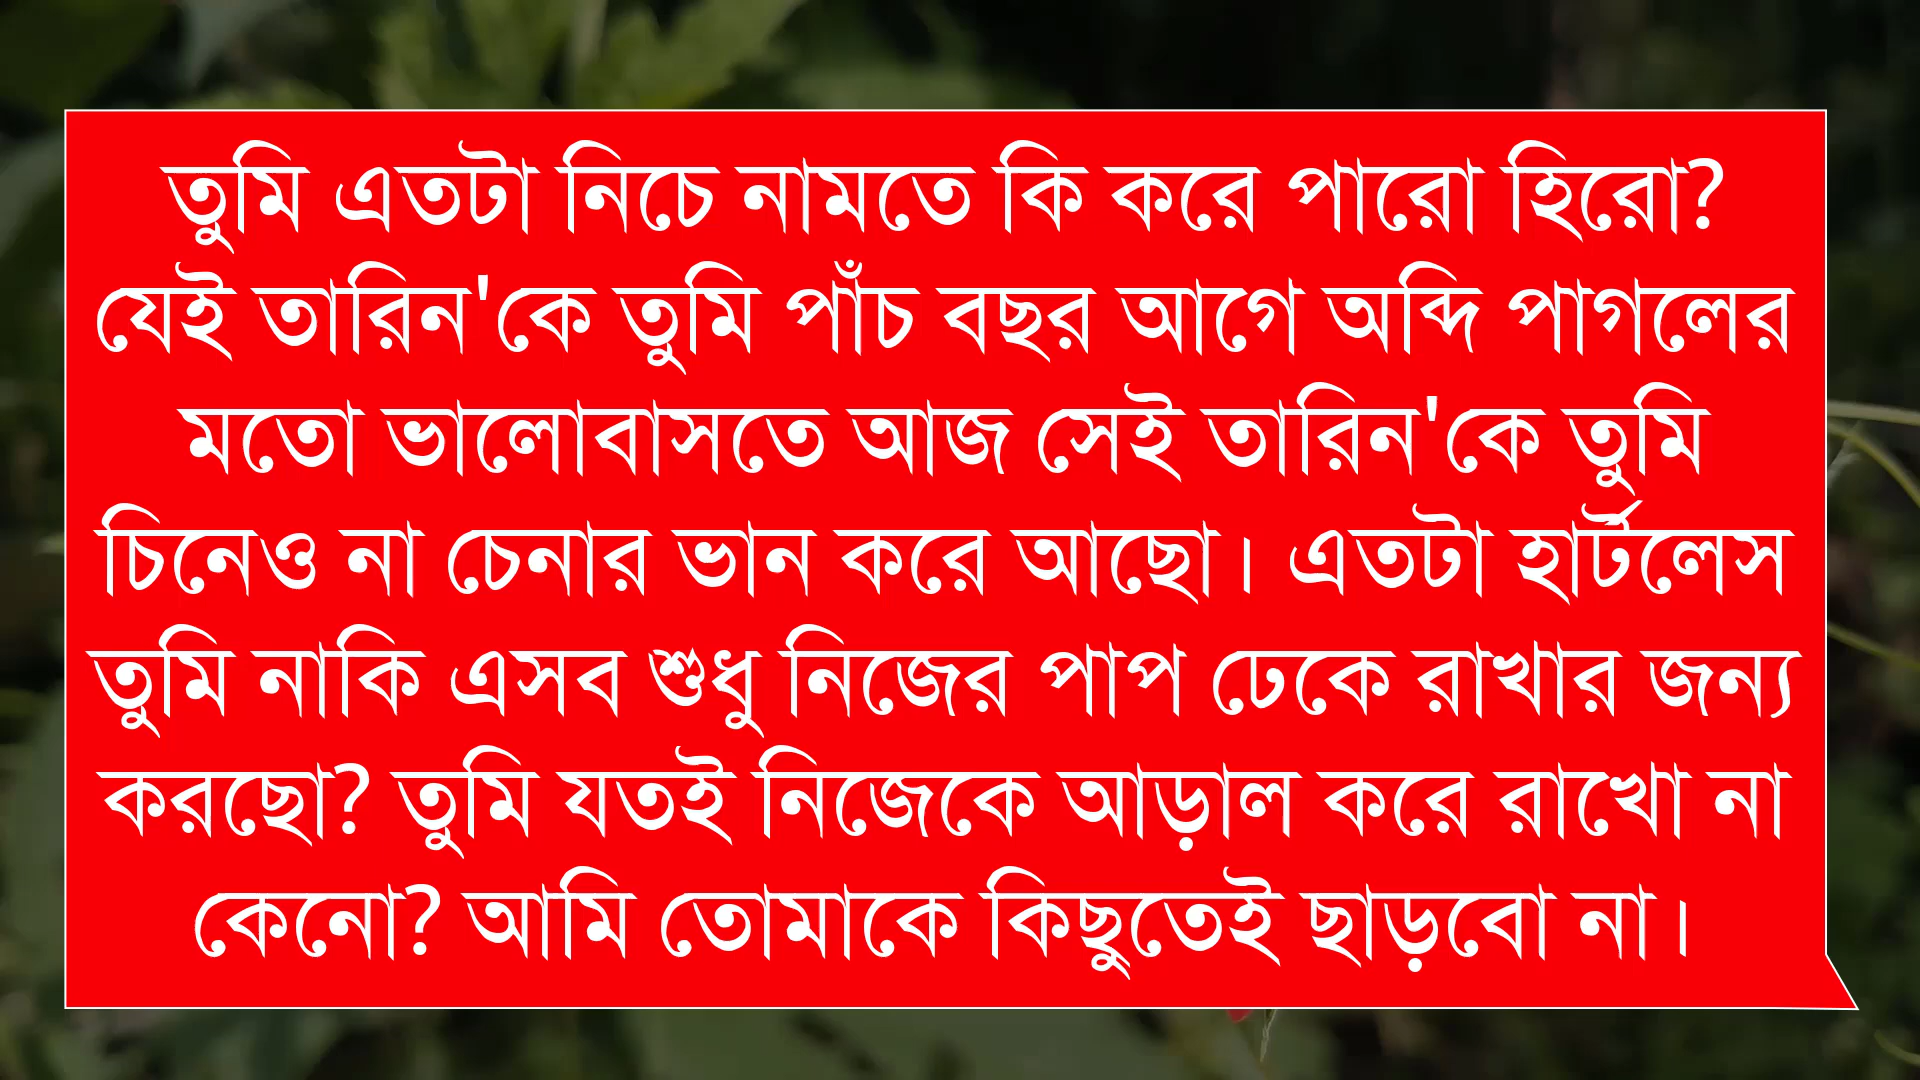 তুমি এতটা নিচে নামতে কি করে পারো হিরো?
যেই তারিন'কে তুমি পাঁচ বছর আগে অব্দি পাগলের
মতো ভালোবাসতে আজ সেই তারিন'কে তুমি
চিনেও না চেনার ভান করে আছো। এতটা হার্টলেস
তুমি নাকি এসব শুধু নিজের পাপ ঢেকে রাখার জন্য
করছো? তুমি যতই নিজেকে আড়াল করে রাখো না
কেনো? আমি তোমাকে কিছুতেই ছাড়বো না।